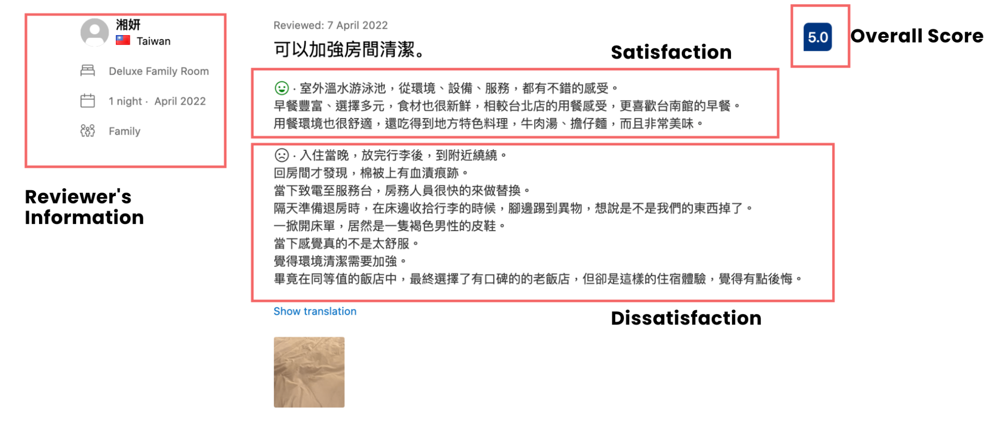 湘妍
Taiwan
Deluxe Family Room
1 night · April 2022
Family
Reviewer's
Information
Reviewed: 7 April 2022
可以加強房間清潔。
Satisfaction
5.0
Overall Score
· 室外溫水游泳池，從環境、設備、服務，都有不錯的感受。
早餐豐富、選擇多元，食材也很新鮮，相較台北店的用餐感受，更喜歡台南館的早餐。
用餐環境也很舒適，還吃得到地方特色料理，牛肉湯、擔仔麵，而且非常美味。
· 入住當晚，放完行李後，到附近繞繞。
回房間才發現，棉被上有血漬痕跡。
當下致電至服務台，房務人員很快的來做替換。
隔天準備退房時，在床邊收拾行李的時候，腳邊踢到異物，想說是不是我們的東西掉了。
一掀開床單，居然是一隻褐色男性的皮鞋。
當下感覺真的不是太舒服。
覺得環境清潔需要加強。
畢竟在同等值的飯店中，最終選擇了有口碑的的老飯店，但卻是這樣的住宿體驗，覺得有點後悔。
Show translation
Dissatisfaction